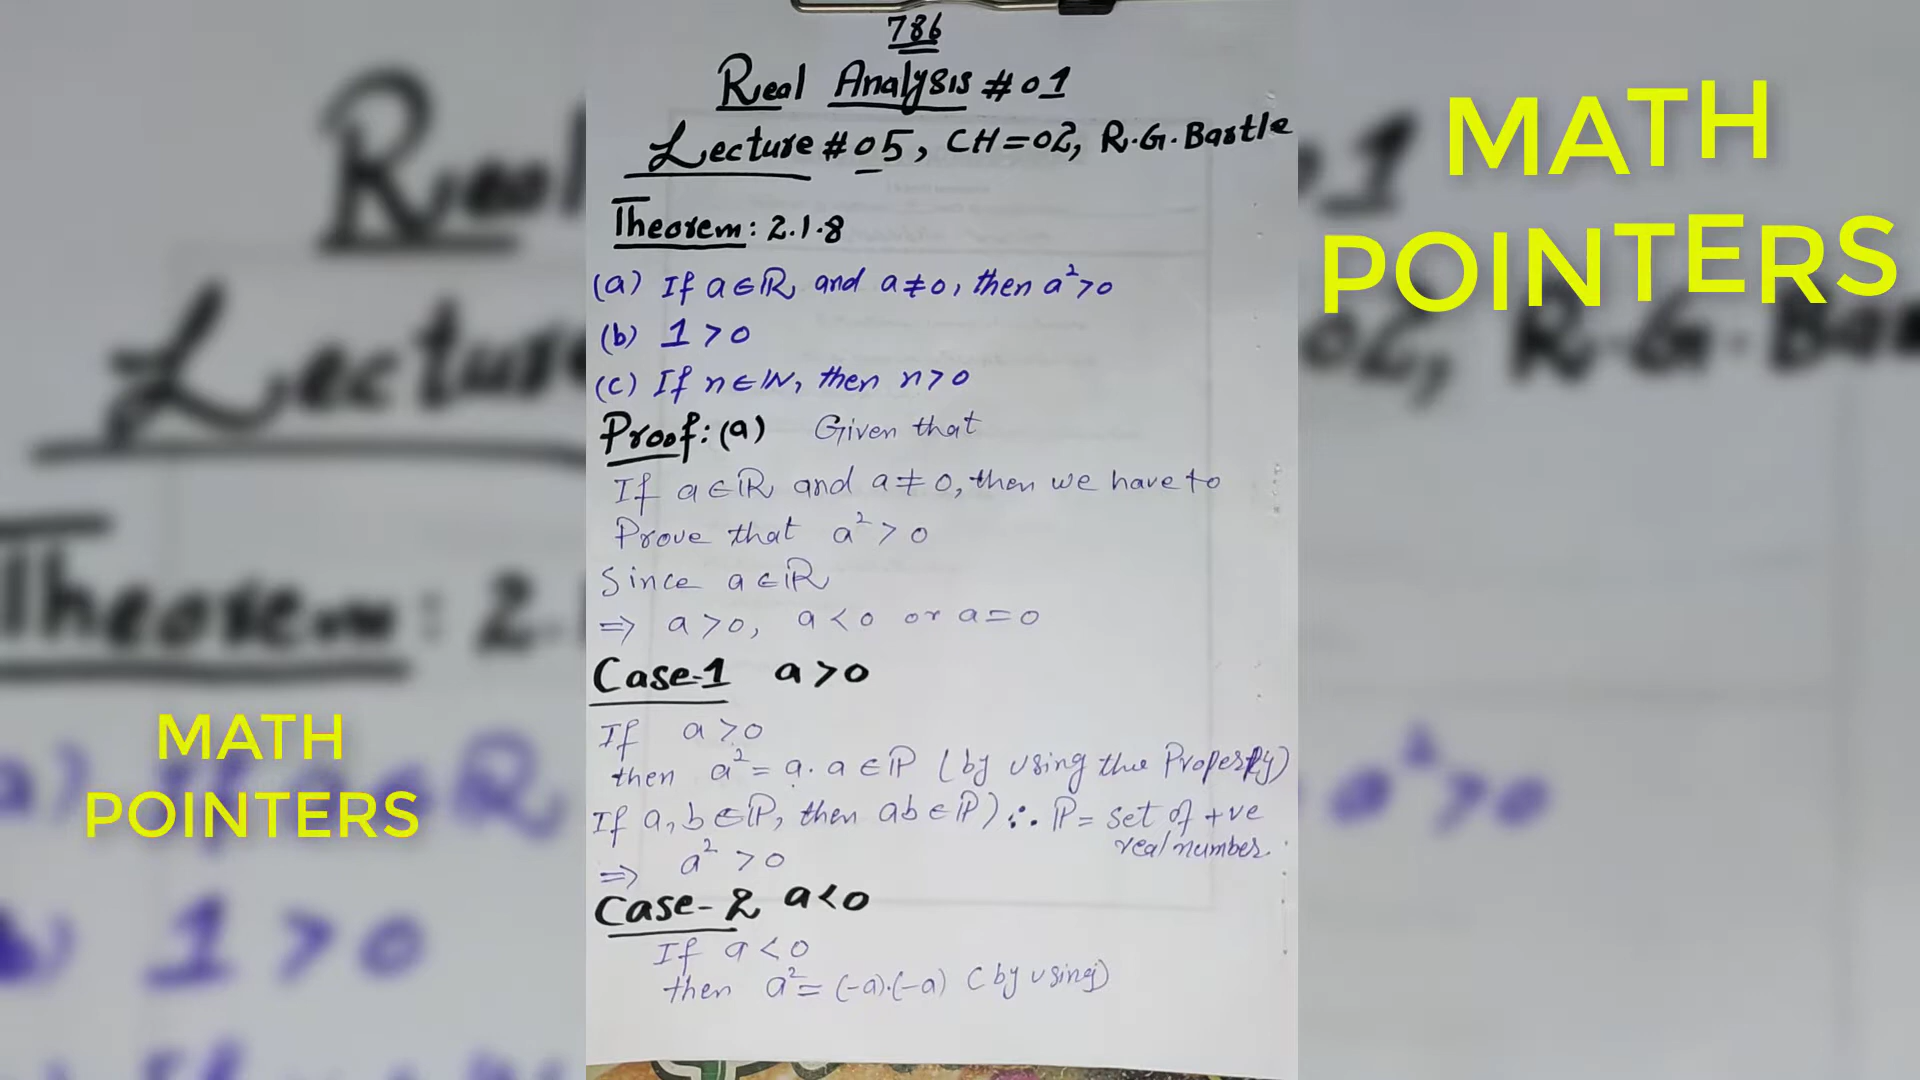 786
Real Analysis #01
Lecture #05, CH=02, R.G.Bartle
Theorem: 2.1.8
(a) If a∈ℝ and a≠0, then a²>0
(b) 1>0
(c) If n∈ℕ, then n>0
Proof: (a) Given that
If a∈ℝ and a≠0, then we have to
Prove that a²>0
Since a∈ℝ
⇒ a>0, a<0 or a=0
Case-1 a>0
If a>0
then a²=a.a∈ℙ (by using the Property)
If a,b∈ℙ, then ab∈ℙ) ∴ ℙ= set of +ve
real number.
⇒ a²>0
Case-2 a<0
If a<0
then a²=(-a).(-a) (by using)
MATH
POINTERS
MATH
POINTERS